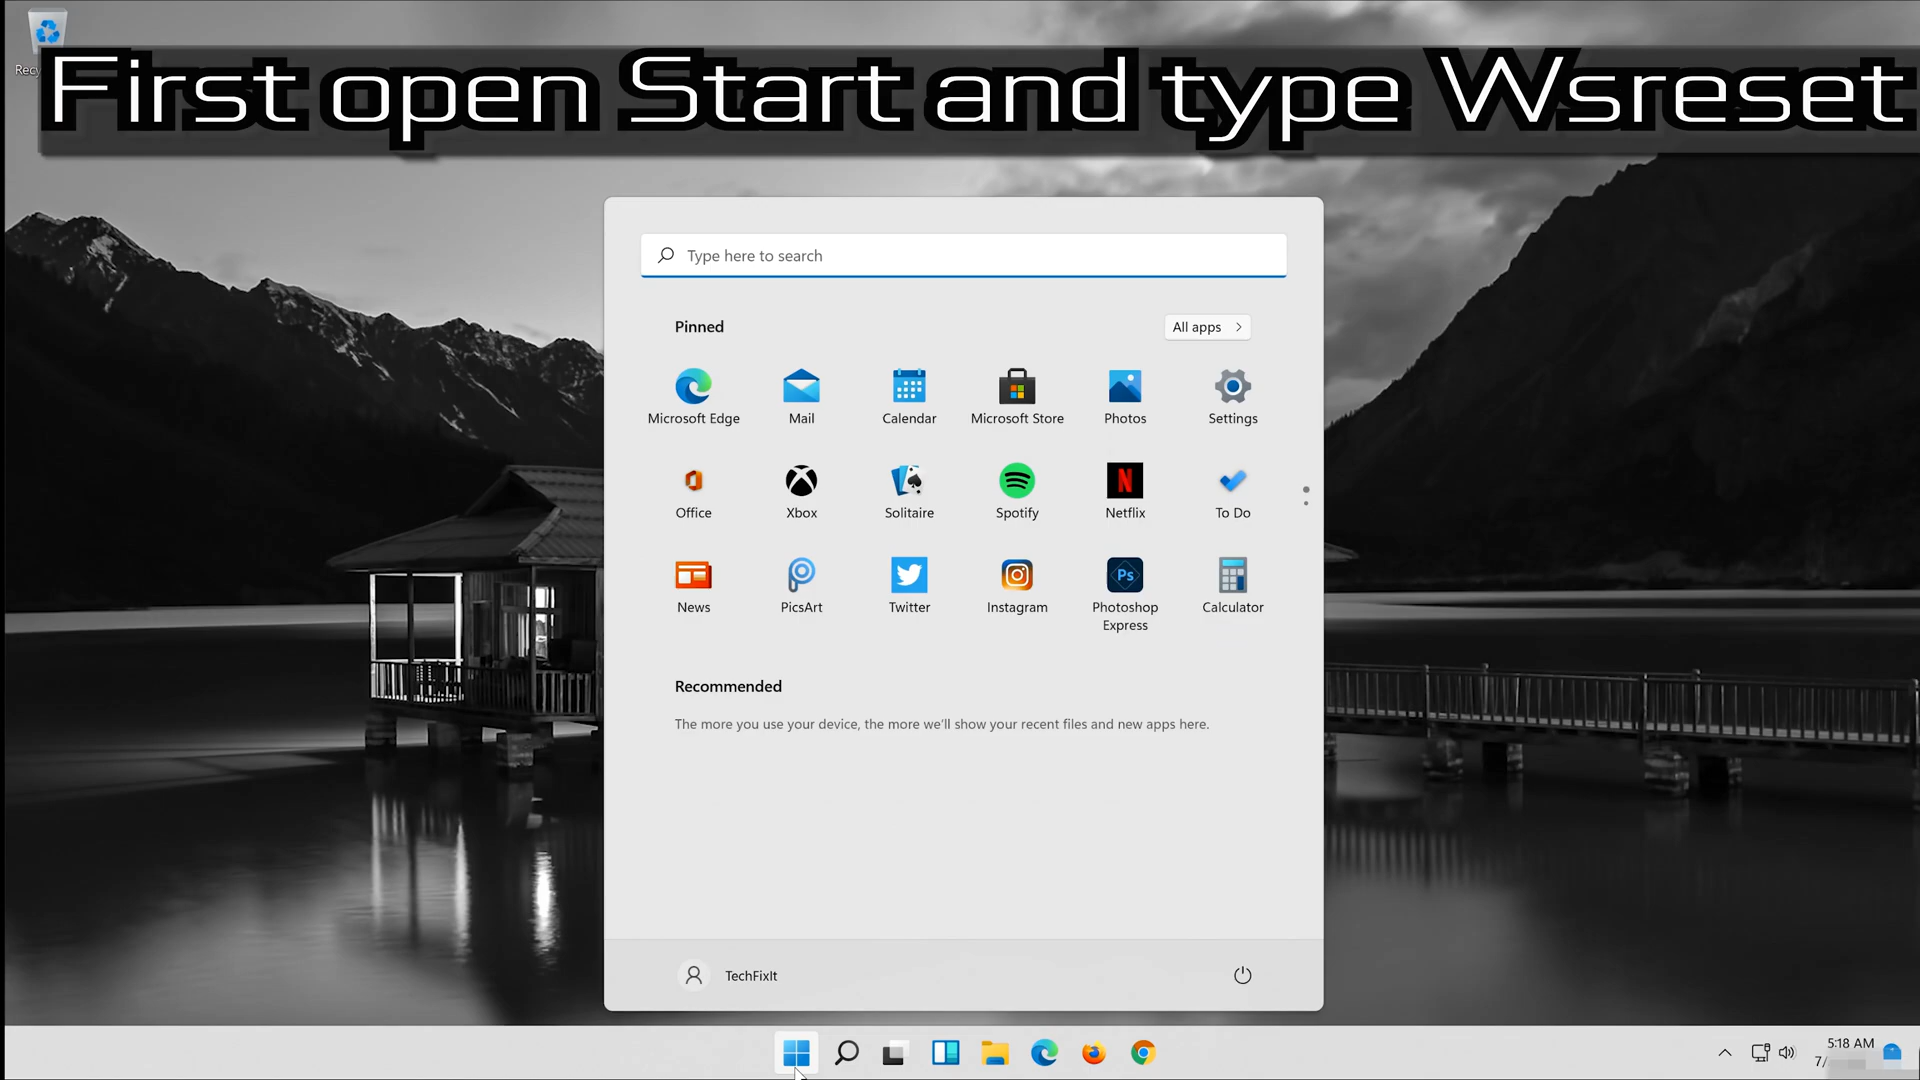 First open Start and type Wsreset
Type here to search
Pinned
All apps
Microsoft Edge
Mail
Calendar
Microsoft Store
Photos
Settings
Office
Xbox
Solitaire
Spotify
Netflix
To Do
News
PicsArt
Twitter
Instagram
Ps
Photoshop
Express
Calculator
Recommended
The more you use your device, the more we'll show your recent files and new apps here.
TechFixIt
5:18 AM
7/